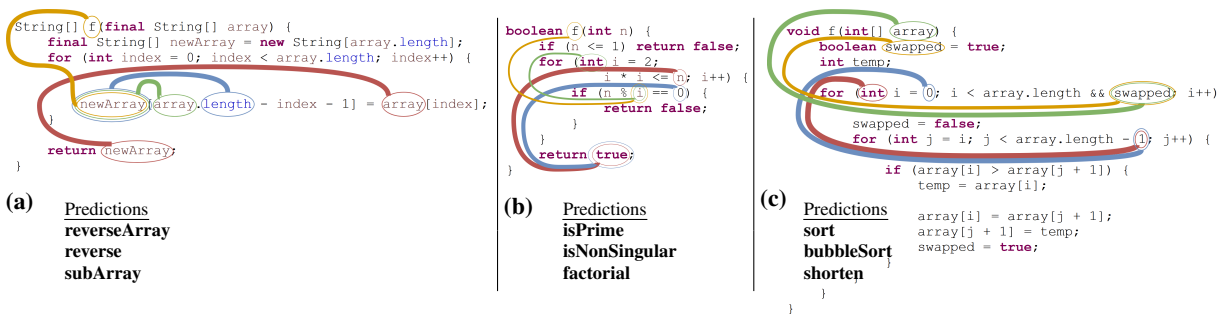 String[] f(final String[] array) {
final String[] newArray = new String[array.length];
for (int index = 0; index < array.length; index++) {
newArray[array.length - index - 1] = array[index];
}
return newArray;
}
(a)
Predictions
reverseArray
reverse
subArray
boolean f(int n) {
if (n <= 1) return false;
for (int i = 2;
i * i <= n; i++) {
if (n % i == 0) {
return false;
}
}
return true;
}
(b)
Predictions
isPrime
isNonSingular
factorial
void f(int[] array) {
boolean swapped = true;
int temp;
for (int i = 0; i < array.length && swapped; i++)
swapped = false;
for (int j = i; j < array.length - 1; j++) {
if (array[i] > array[j + 1]) {
temp = array[i];
array[i] = array[j + 1];
array[j + 1] = temp;
swapped = true;
}
}
}
}
(c)
Predictions
sort
bubbleSort
shorten